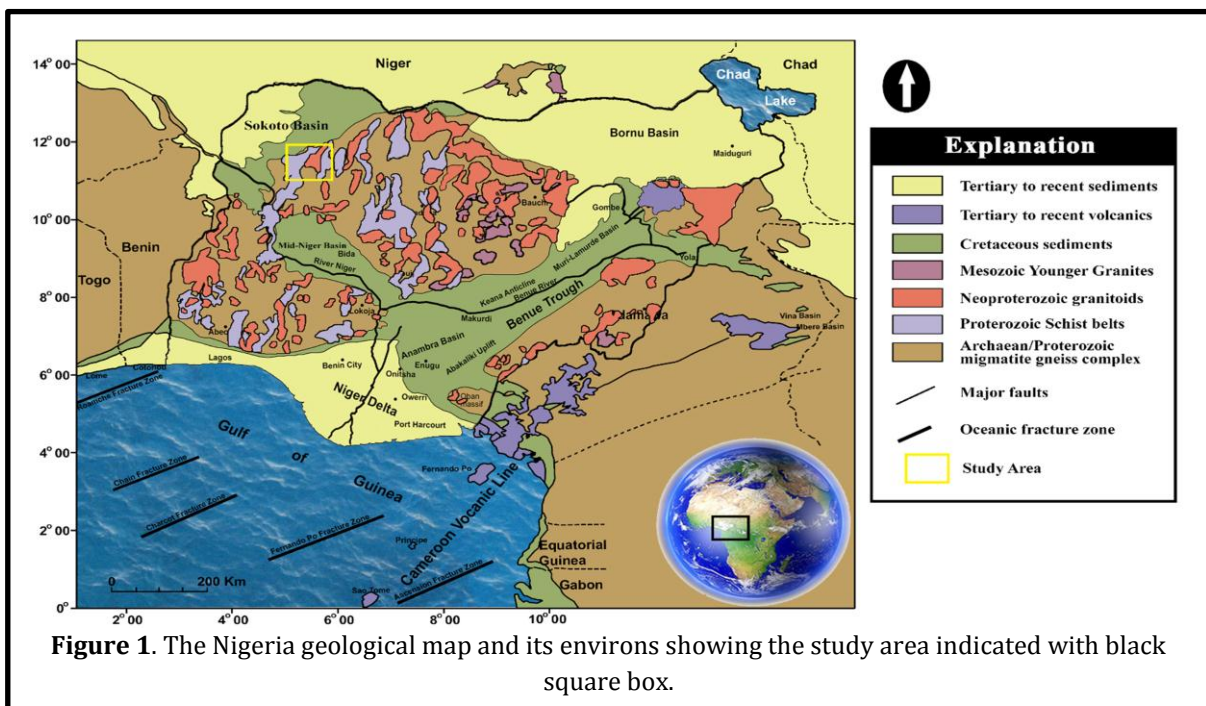 14° 00
12° 00
10° 00
8° 00
6° 00
4° 00
2° 00
0°
2° 00
4° 00
6° 00
8° 00
10° 00
Niger
Chad
Chad
Lake
Sokoto Basin
Bornu Basin
Maiduguri
Bauch
Gombe
Benin
Togo
Mid-Niger Basin
Bida
River Niger
Muri-Lamurde Basin
Yola
Keana Anticline
Benue River
Benue Trough
Makurdi
Lokoja
Abeo
Lagos
Benin City
Anambra Basin
Enugu
Abakaliki Uplift
Onitsha
Niger Delta
Owerri
Port Harcourt
Oban
massif
Vina Basin
Mbere Basin
Lome
Cotonou
Romanche Fracture Zone
Gulf
of
Guinea
Chain Fracture Zone
Charcot Fracture Zone
Fernando Po Fracture Zone
Ascension Fracture Zone
Fernando Po
Principe
Sao Tome
Cameroon Vocanic Line
Equatorial
Guinea
Gabon
0 200 Km
Explanation
Tertiary to recent sediments
Tertiary to recent volcanics
Cretaceous sediments
Mesozoic Younger Granites
Neoproterozoic granitoids
Proterozoic Schist belts
Archaean/Proterozoic
migmatite gneiss complex
Major faults
Oceanic fracture zone
Study Area
Figure 1. The Nigeria geological map and its environs showing the study area indicated with black
square box.